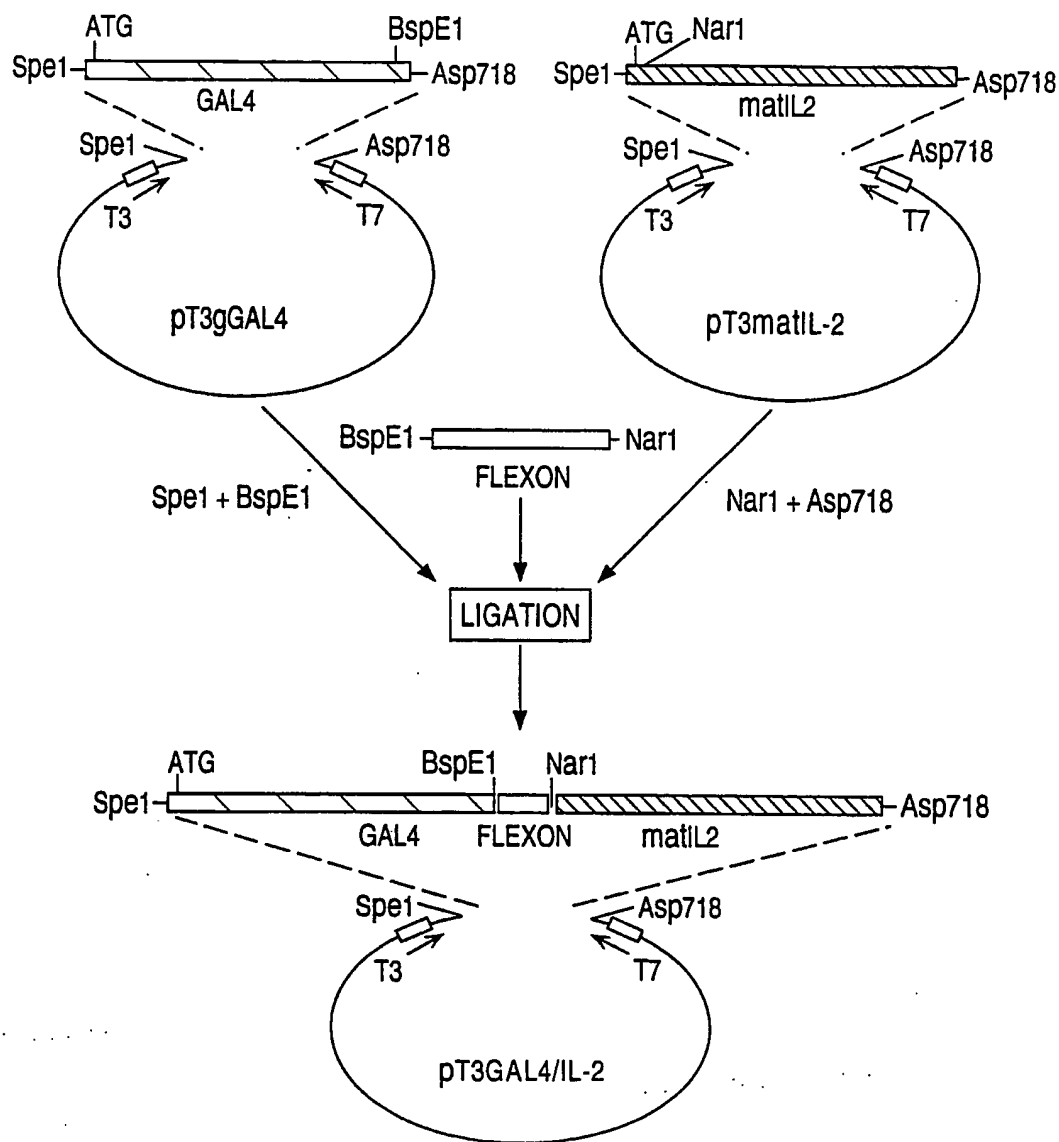 ATG
BspE1
Spe1
Asp718
GAL4
Spe1
Asp718
T3
T7
pT3gGAL4
ATG
Nar1
Spe1
Asp718
matIL2
Spe1
Asp718
T3
T7
pT3matIL-2
BspE1
Nar1
FLEXON
Spe1 + BspE1
Nar1 + Asp718
LIGATION
ATG
BspE1
Nar1
Spe1
Asp718
GAL4
FLEXON
matIL2
Spe1
Asp718
T3
T7
pT3GAL4/IL-2